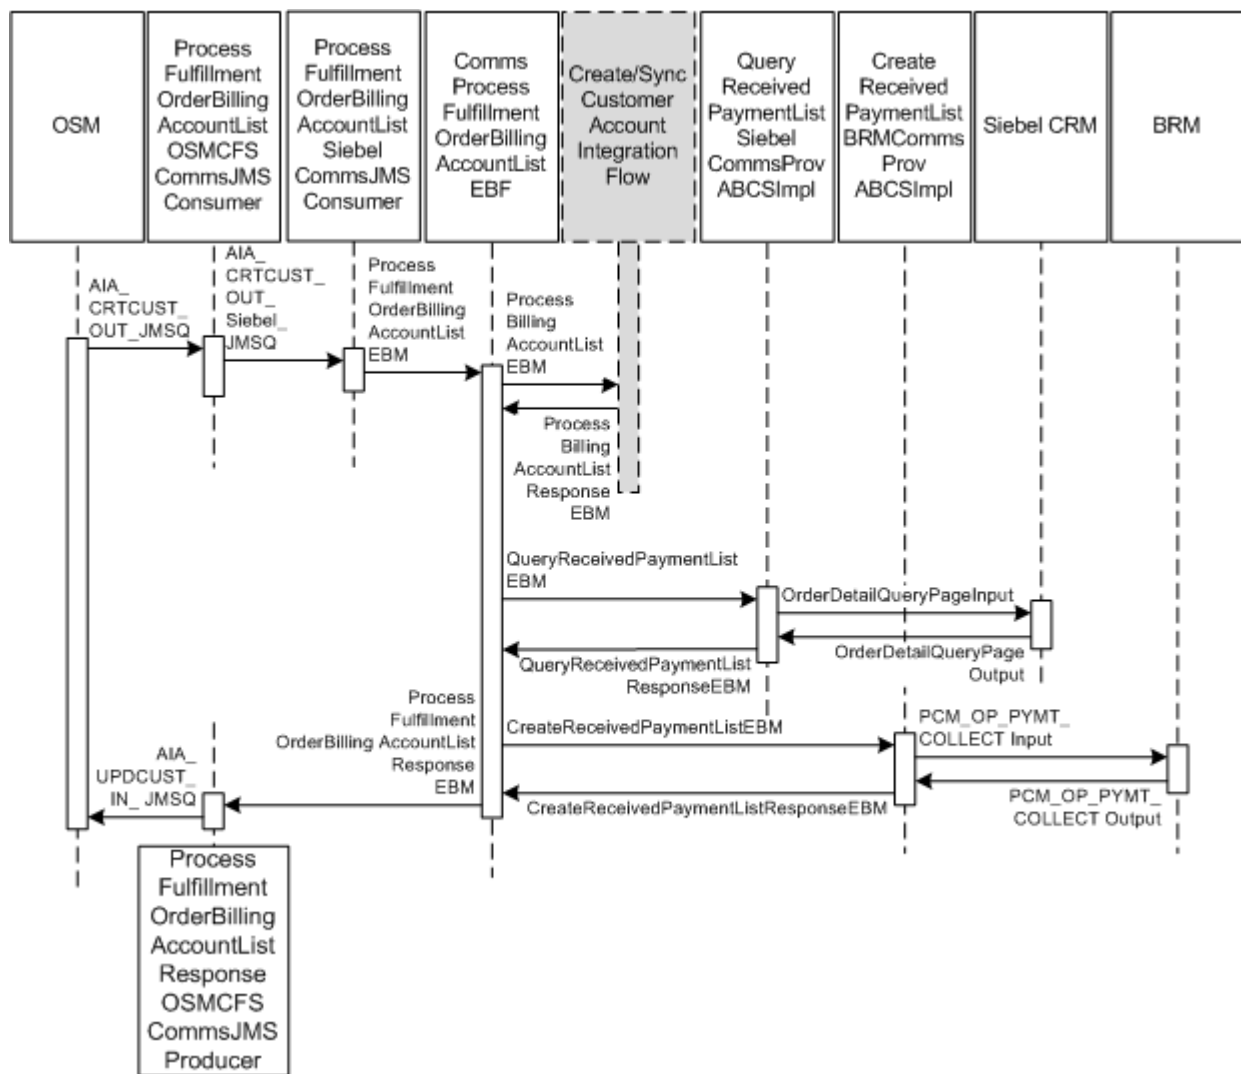 OSM
Process
Fulfillment
OrderBilling
AccountList
OSMCFS
CommsJMS
Consumer
Process
Fulfillment
OrderBilling
AccountList
Siebel
CommsJMS
Consumer
Comms
Process
Fulfillment
OrderBilling
AccountList
EBF
Create/Sync
Customer
Account
Integration
Flow
Query
Received
PaymentList
Siebel
CommsProv
ABCSImpl
Create
Received
PaymentList
BRMComms
Prov
ABCSImpl
Siebel CRM
BRM
AIA_
CRTCUST_
OUT_JMSQ
AIA_
CRTCUST_
OUT_
Siebel_
JMSQ
Process
Fulfillment
OrderBilling
AccountList
EBM
Process
Billing
AccountList
EBM
Process
Billing
AccountList
Response
EBM
QueryReceivedPaymentList
EBM
OrderDetailQueryPageInput
OrderDetailQueryPage
Output
QueryReceivedPaymentList
ResponseEBM
Process
Fulfillment
OrderBilling AccountList
Response
EBM
CreateReceivedPaymentListEBM
PCM_OP_PYMT_
COLLECT Input
PCM_OP_PYMT_
COLLECT Output
CreateReceivedPaymentListResponseEBM
AIA_
UPDCUST_
IN_ JMSQ
Process
Fulfillment
OrderBilling
AccountList
Response
OSMCFS
CommsJMS
Producer